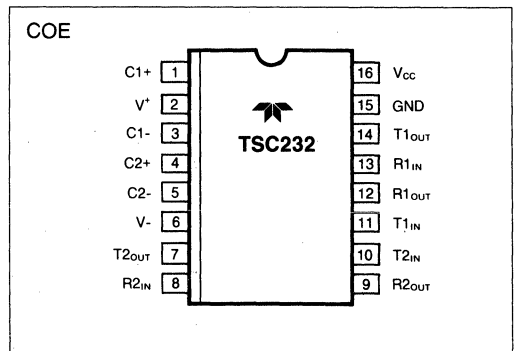 COE
C1+ 1 16 Vcc
V+ 2 15 GND
C1- 3 14 T1OUT
TSC232
C2+ 4 13 R1IN
C2- 5 12 R1OUT
V- 6 11 T1IN
T2OUT 7 10 T2IN
R2IN 8 9 R2OUT